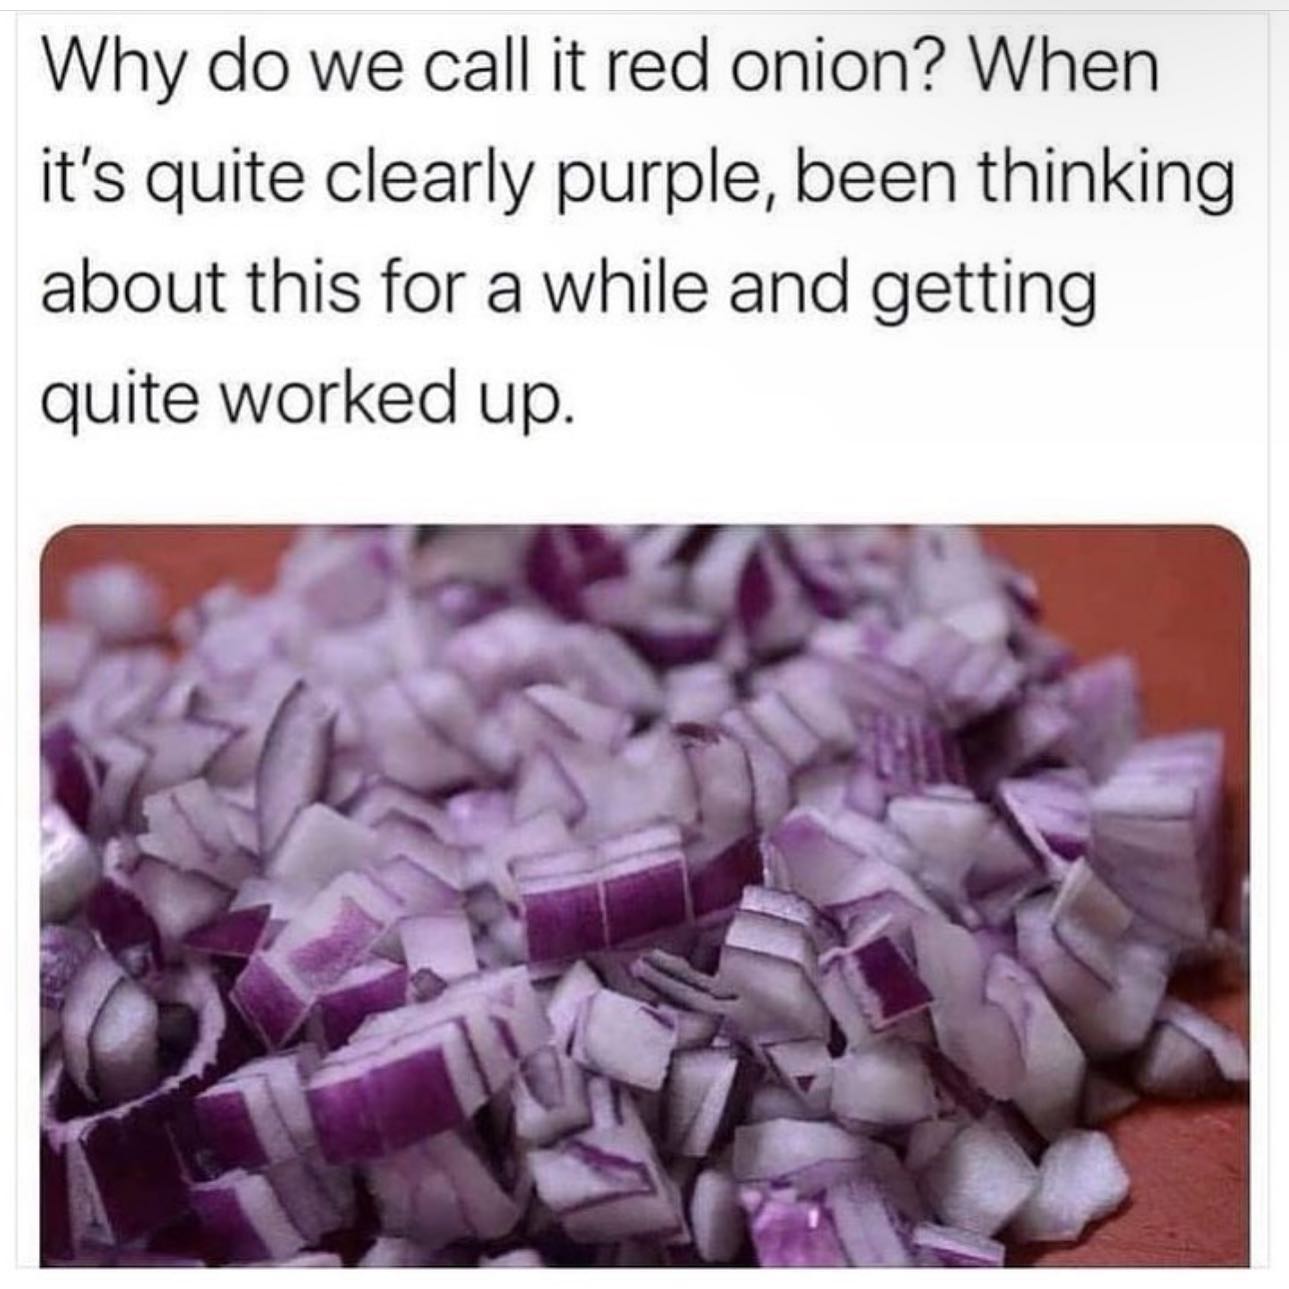 Why do we call it red onion? When
it's quite clearly purple, been thinking
about this for a while and getting
quite worked up.